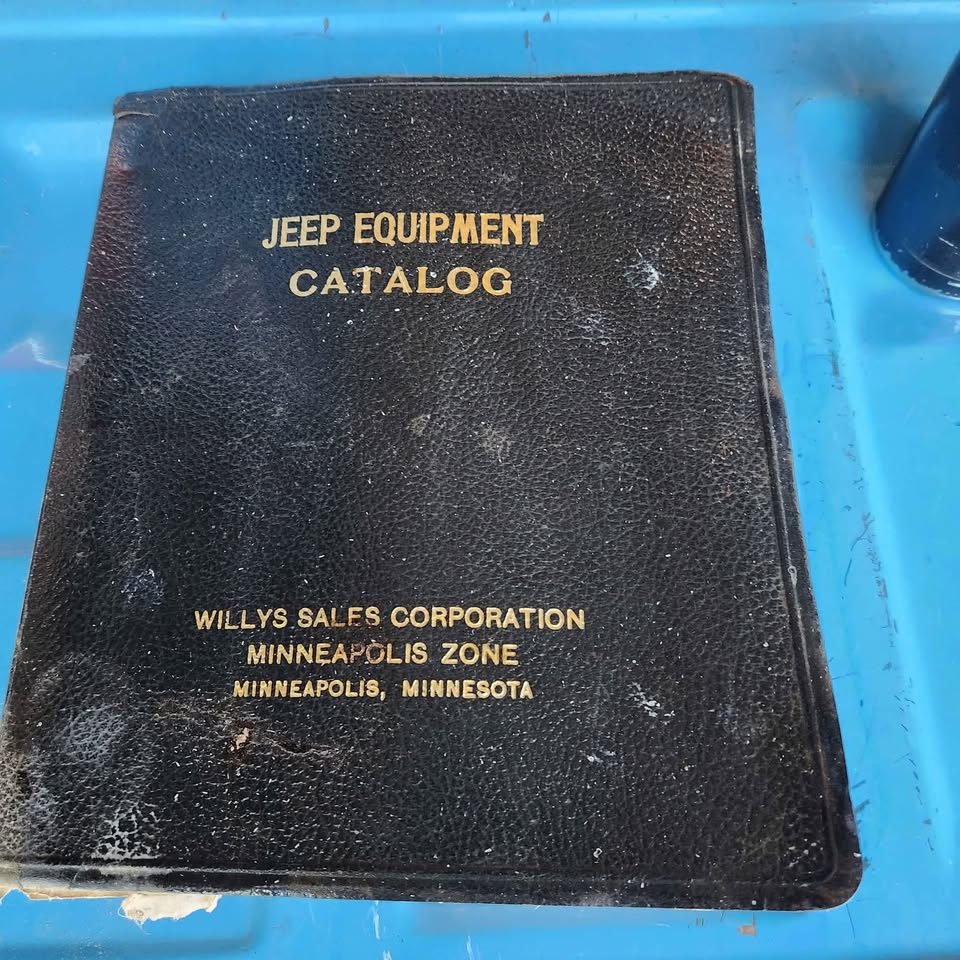 JEEP EQUIPMENT
CATALOG
WILLYS SALES CORPORATION
MINNEAPOLIS ZONE
MINNEAPOLIS, MINNESOTA